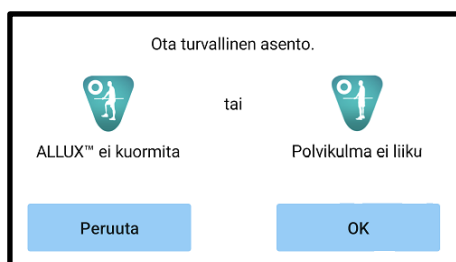 Ota turvallinen asento.
tai
ALLUX™ ei kuormita
Polvikulma ei liiku
Peruuta
OK